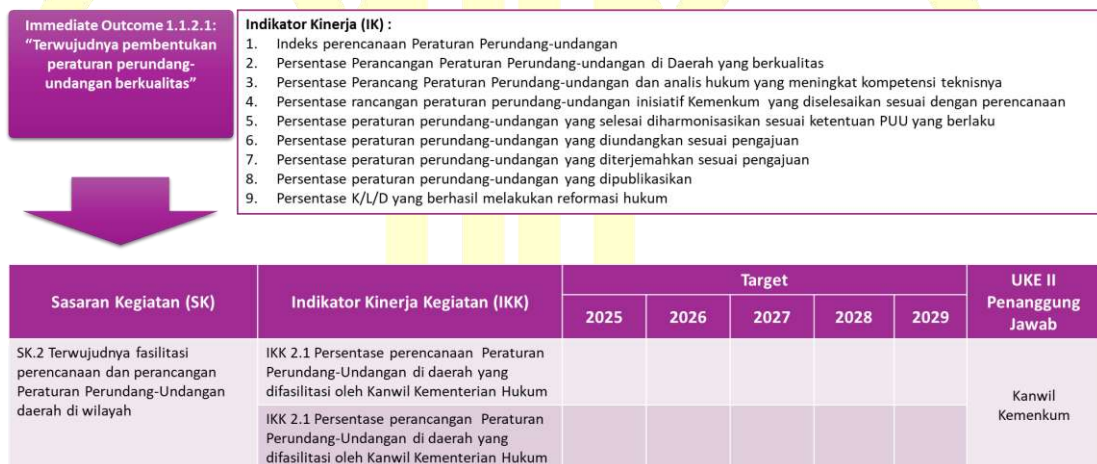 Immediate Outcome 1.1.2.1:
“Terwujudnya pembentukan
peraturan perundang-
undangan berkualitas”
Indikator Kinerja (IK) :
1. Indeks perencanaan Peraturan Perundang-undangan
2. Persentase Perancangan Peraturan Perundang-undangan di Daerah yang berkualitas
3. Persentase Perancang Peraturan Perundang-undangan dan analis hukum yang meningkat kompetensi teknisnya
4. Persentase rancangan peraturan perundang-undangan inisiatif Kemenkum yang diselesaikan sesuai dengan perencanaan
5. Persentase peraturan perundang-undangan yang selesai diharmonisasikan sesuai ketentuan PUU yang berlaku
6. Persentase peraturan perundang-undangan yang diundangkan sesuai pengajuan
7. Persentase peraturan perundang-undangan yang diterjemahkan sesuai pengajuan
8. Persentase peraturan perundang-undangan yang dipublikasikan
9. Persentase K/L/D yang berhasil melakukan reformasi hukum
Sasaran Kegiatan (SK)
Indikator Kinerja Kegiatan (IKK)
Target
2025 2026 2027 2028 2029
UKE II
Penanggung
Jawab
SK.2 Terwujudnya fasilitasi
perencanaan dan perancangan
Peraturan Perundang-Undangan
daerah di wilayah
IKK 2.1 Persentase perencanaan Peraturan
Perundang-Undangan di daerah yang
difasilitasi oleh Kanwil Kementerian Hukum
IKK 2.1 Persentase perancangan Peraturan
Perundang-Undangan di daerah yang
difasilitasi oleh Kanwil Kementerian Hukum
Kanwil
Kemenkum